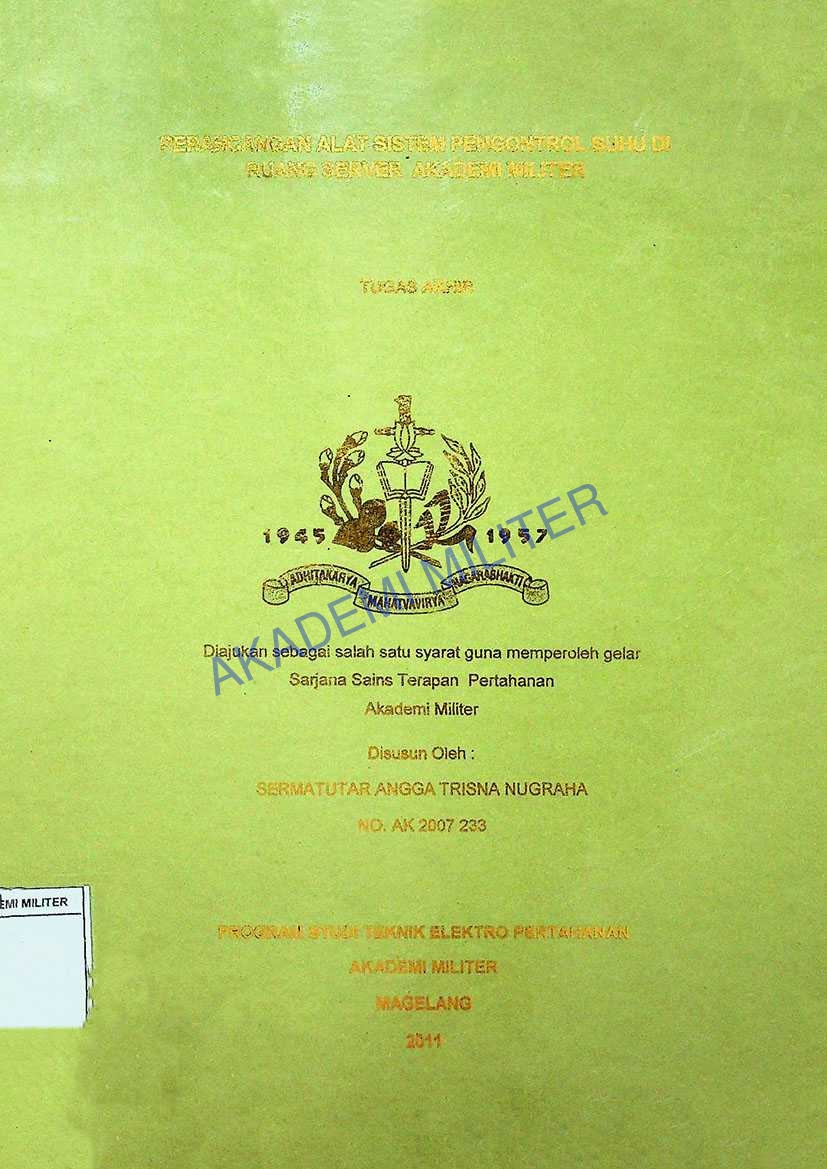 PERANCANGAN ALAT SISTEM PENGONTROL SUHU DI
RUANG SERVER AKADEMI MILITER
TUGAS AKHIR
1945 1957
ADHITAKARYA
MAHATVAVIRYA
NAGARABHAKTI
AKADEMI MILITER
Diajukan sebagai salah satu syarat guna memperoleh gelar
Sarjana Sains Terapan Pertahanan
Akademi Militer
Disusun Oleh :
SERMATUTAR ANGGA TRISNA NUGRAHA
NO. AK 2007 233
EMI MILITER
PROGRAM STUDI TEKNIK ELEKTRO PERTAHANAN
AKADEMI MILITER
MAGELANG
2011